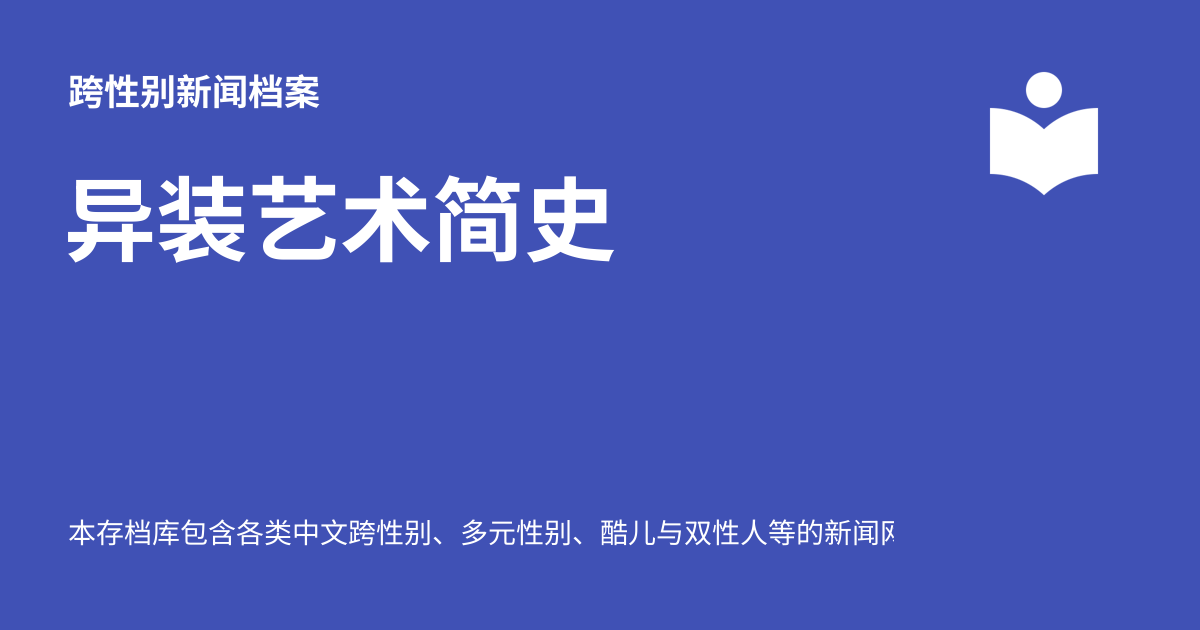 跨性别新闻档案
异装艺术简史
本存档库包含各类中文跨性别、多元性别、酷儿与双性人等的新闻